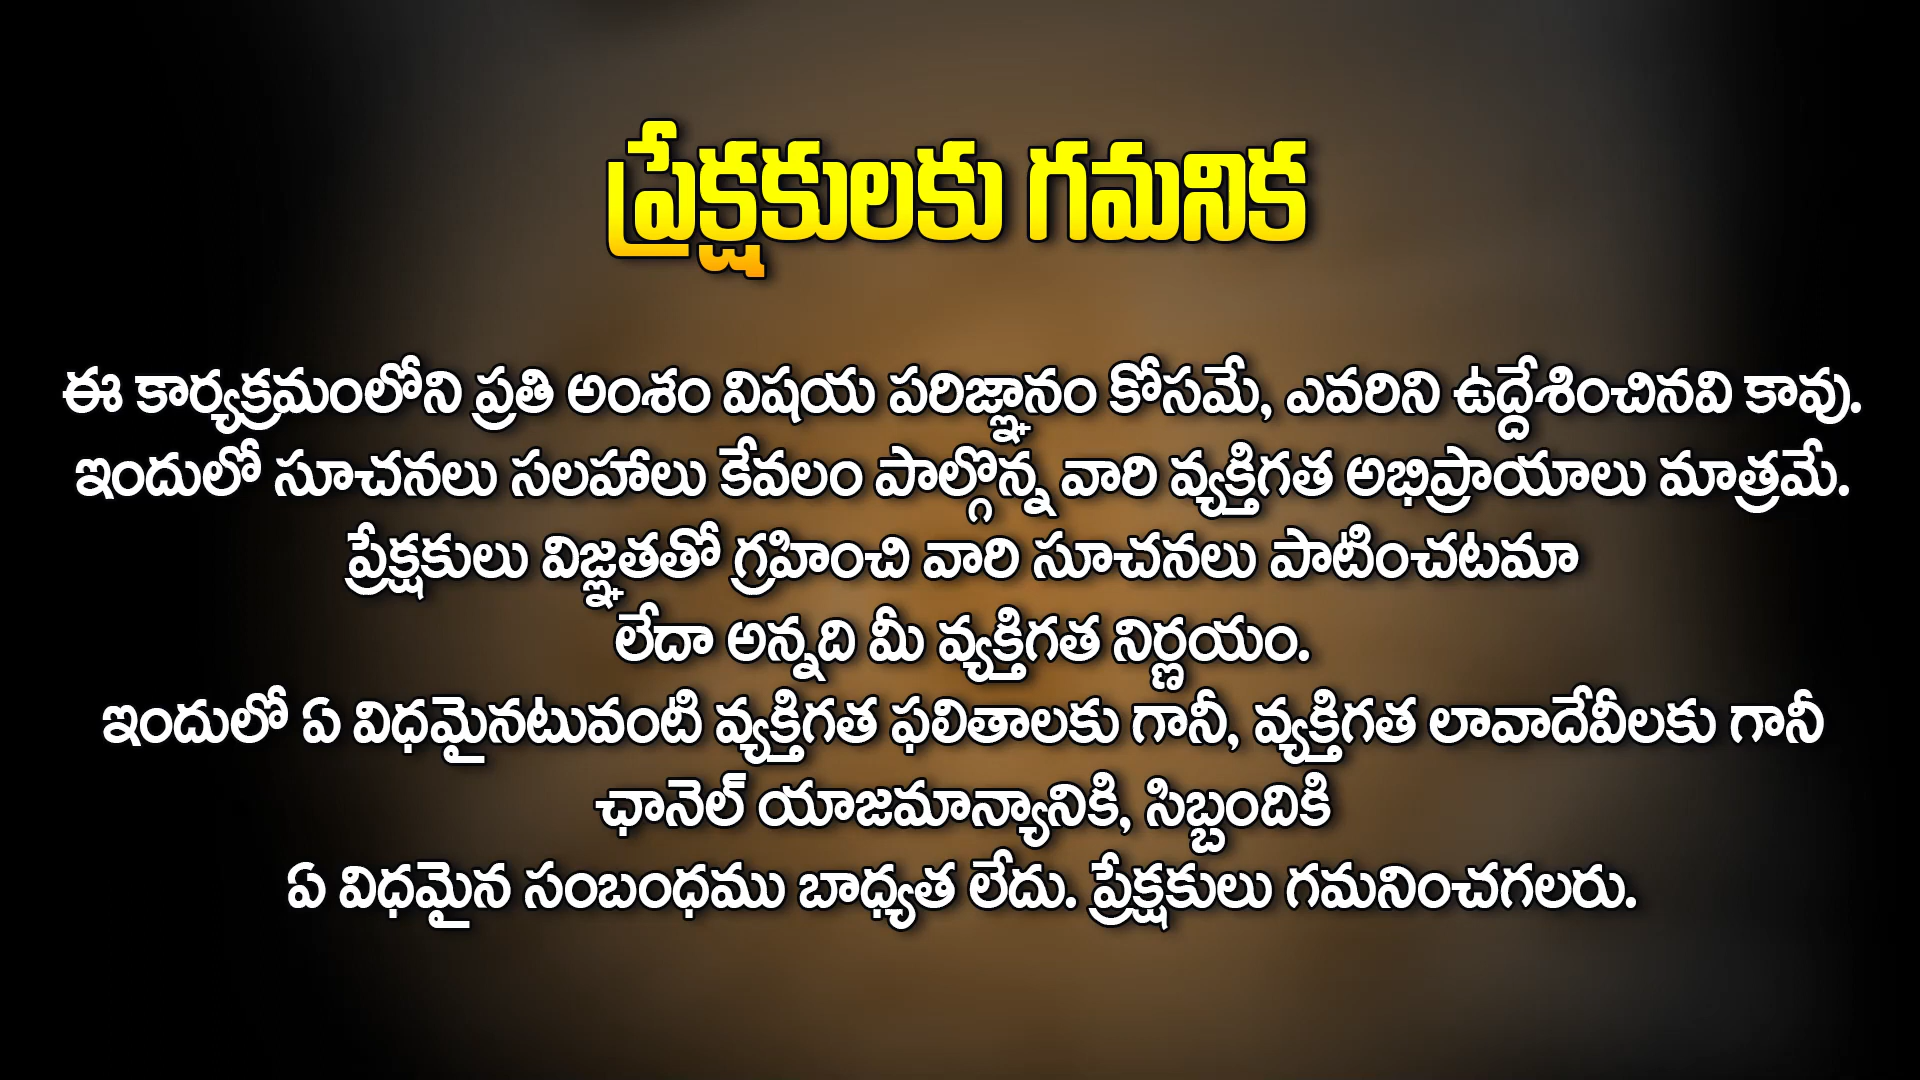 ప్రేక్షకులకు గమనిక
ఈ కార్యక్రమంలోని ప్రతి అంశం విషయ పరిజ్ఞానం కోసమే, ఎవరిని ఉద్దేశించినవి కావు.
ఇందులో సూచనలు సలహాలు కేవలం పాల్గొన్న వారి వ్యక్తిగత అభిప్రాయాలు మాత్రమే.
ప్రేక్షకులు విజ్ఞతతో గ్రహించి వారి సూచనలు పాటించటమా
లేదా అన్నది మీ వ్యక్తిగత నిర్ణయం.
ఇందులో ఏ విధమైనటువంటి వ్యక్తిగత ఫలితాలకు గానీ, వ్యక్తిగత లావాదేవీలకు గానీ
ఛానెల్ యాజమాన్యానికి, సిబ్బందికి
ఏ విధమైన సంబంధము బాధ్యత లేదు. ప్రేక్షకులు గమనించగలరు.